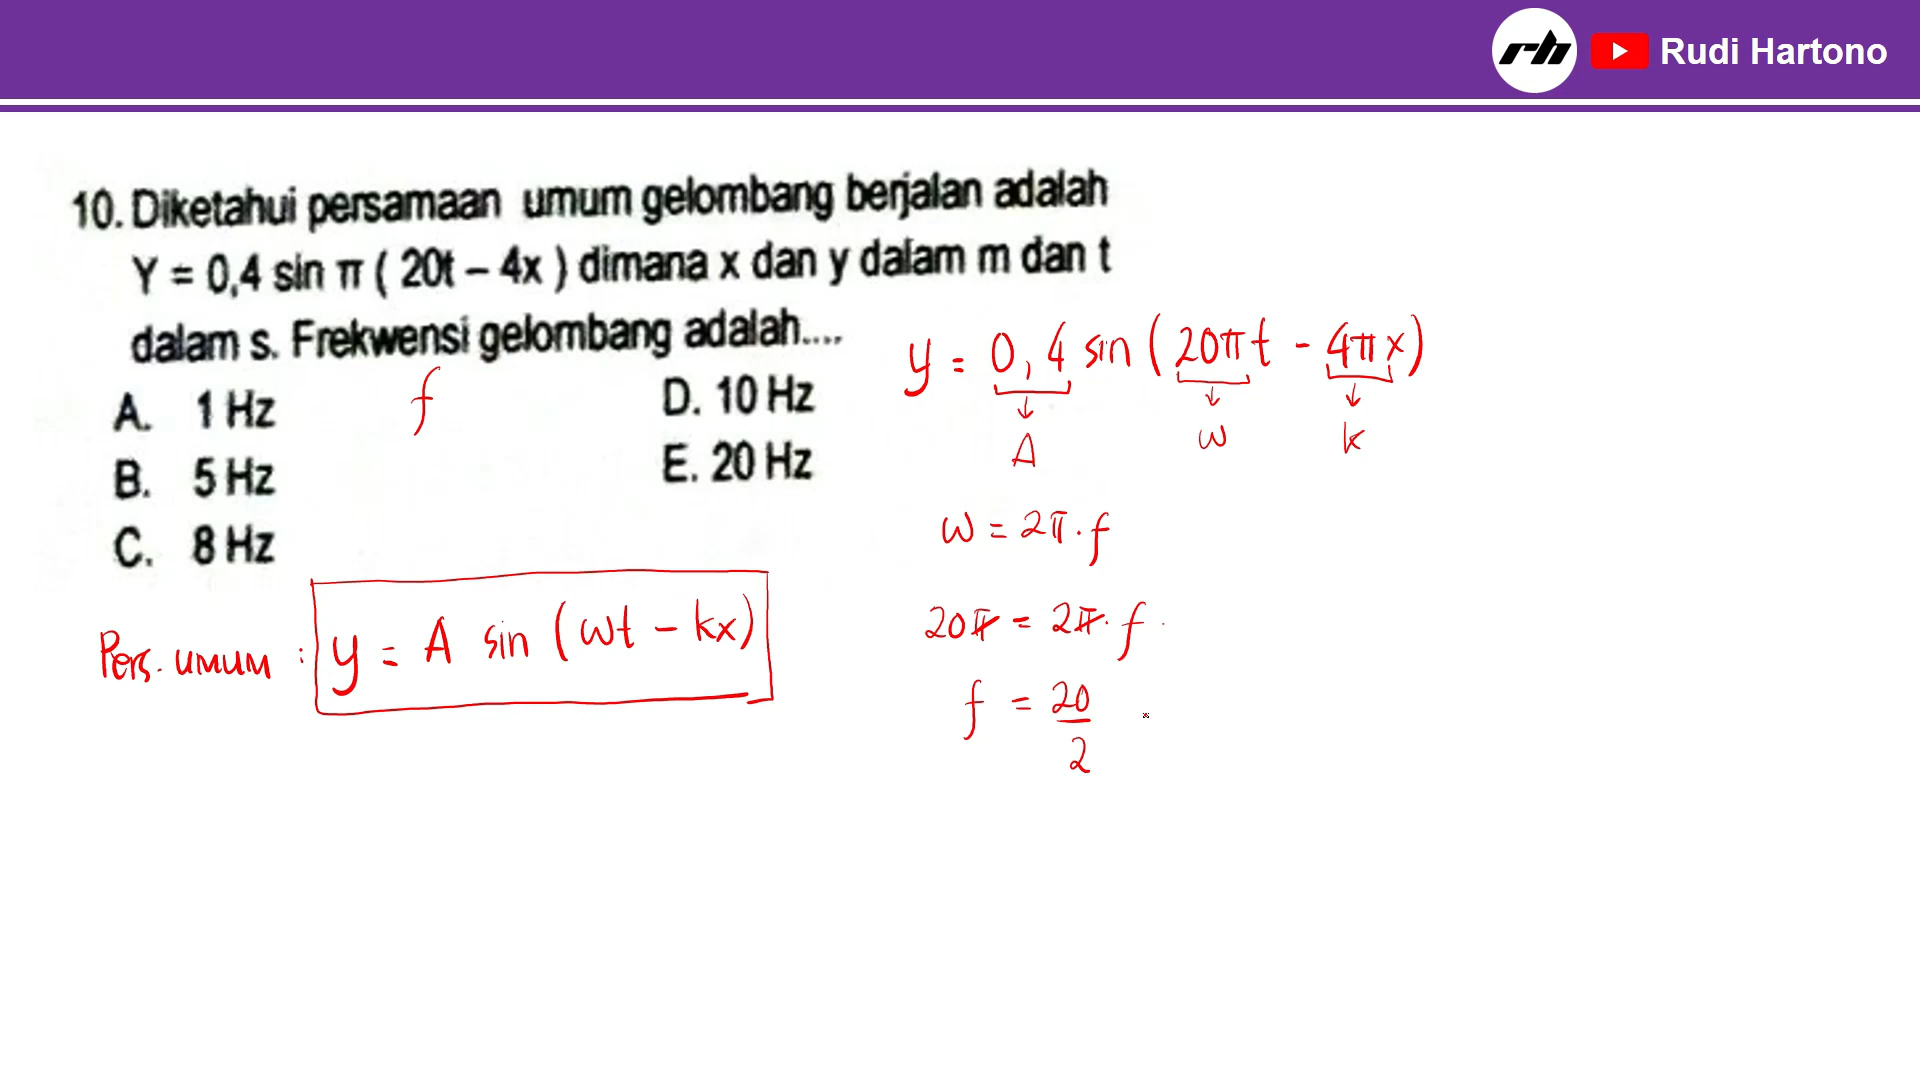 rh Rudi Hartono
10. Diketahui persamaan umum gelombang berjalan adalah
Y = 0,4 sin π ( 20t – 4x ) dimana x dan y dalam m dan t
dalam s. Frekwensi gelombang adalah....
A. 1 Hz
B. 5 Hz
C. 8 Hz
D. 10 Hz
E. 20 Hz
f
Pers. umum : y = A sin (ωt - kx)
y = 0,4 sin (20πt - 4πx)
A ω k
ω = 2π . f
20π = 2π . f
f = 20/2